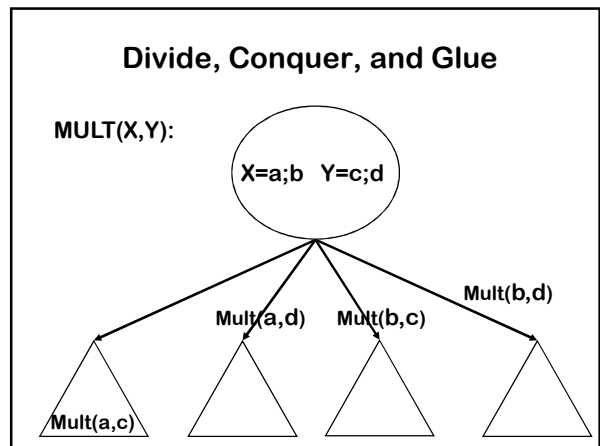 Divide, Conquer, and Glue
MULT(X,Y):
X=a;b Y=c;d
Mult(b,d)
Mult(a,d)
Mult(b,c)
Mult(a,c)